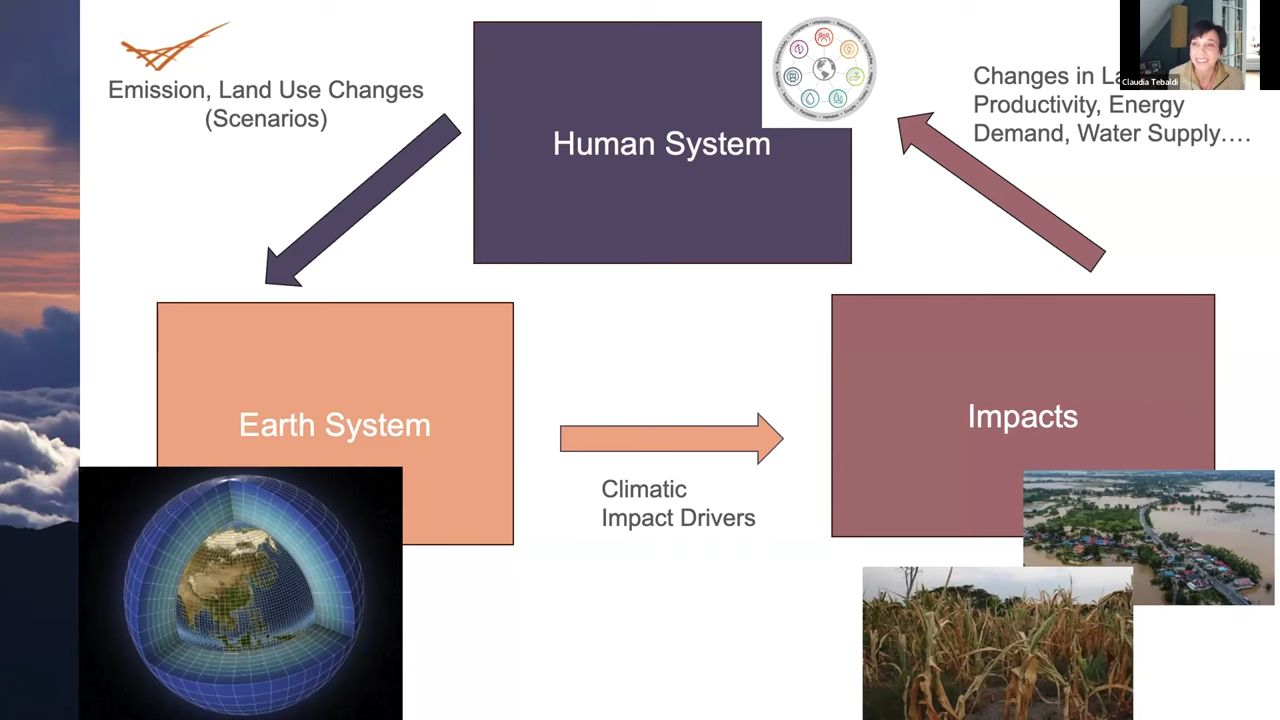 Emission, Land Use Changes
(Scenarios)
Human System
Changes in La
Productivity, Energy
Demand, Water Supply….
Claudia Tebaldi
Earth System
Climatic
Impact Drivers
Impacts